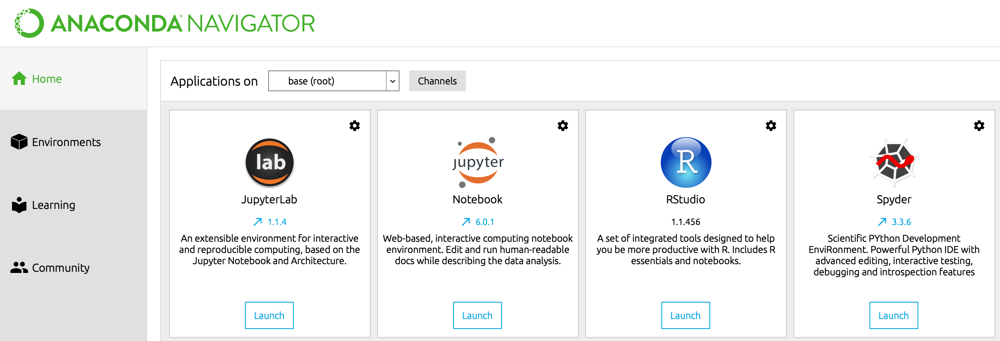 ANACONDA® NAVIGATOR
Home
Environments
Learning
Community
Applications on base (root) Channels
lab
JupyterLab
1.1.4
An extensible environment for interactive
and reproducible computing, based on the
Jupyter Notebook and Architecture.
Launch
jupyter
Notebook
6.0.1
Web-based, interactive computing notebook
environment. Edit and run human-readable
docs while describing the data analysis.
Launch
R
RStudio
1.1.456
A set of integrated tools designed to help
you be more productive with R. Includes R
essentials and notebooks.
Launch
Spyder
3.3.6
Scientific PYthon Development
EnviRonment. Powerful Python IDE with
advanced editing, interactive testing,
debugging and introspection features
Launch